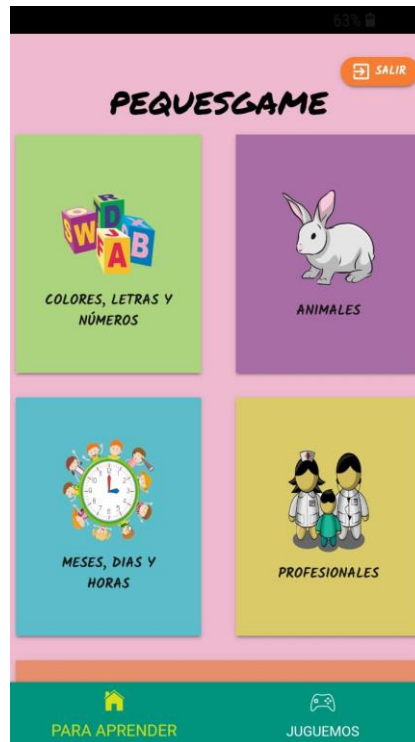 63%
SALIR
PEQUESGAME
COLORES, LETRAS Y
NÚMEROS
ANIMALES
MESES, DIAS Y
HORAS
PROFESIONALES
PARA APRENDER
JUGUEMOS